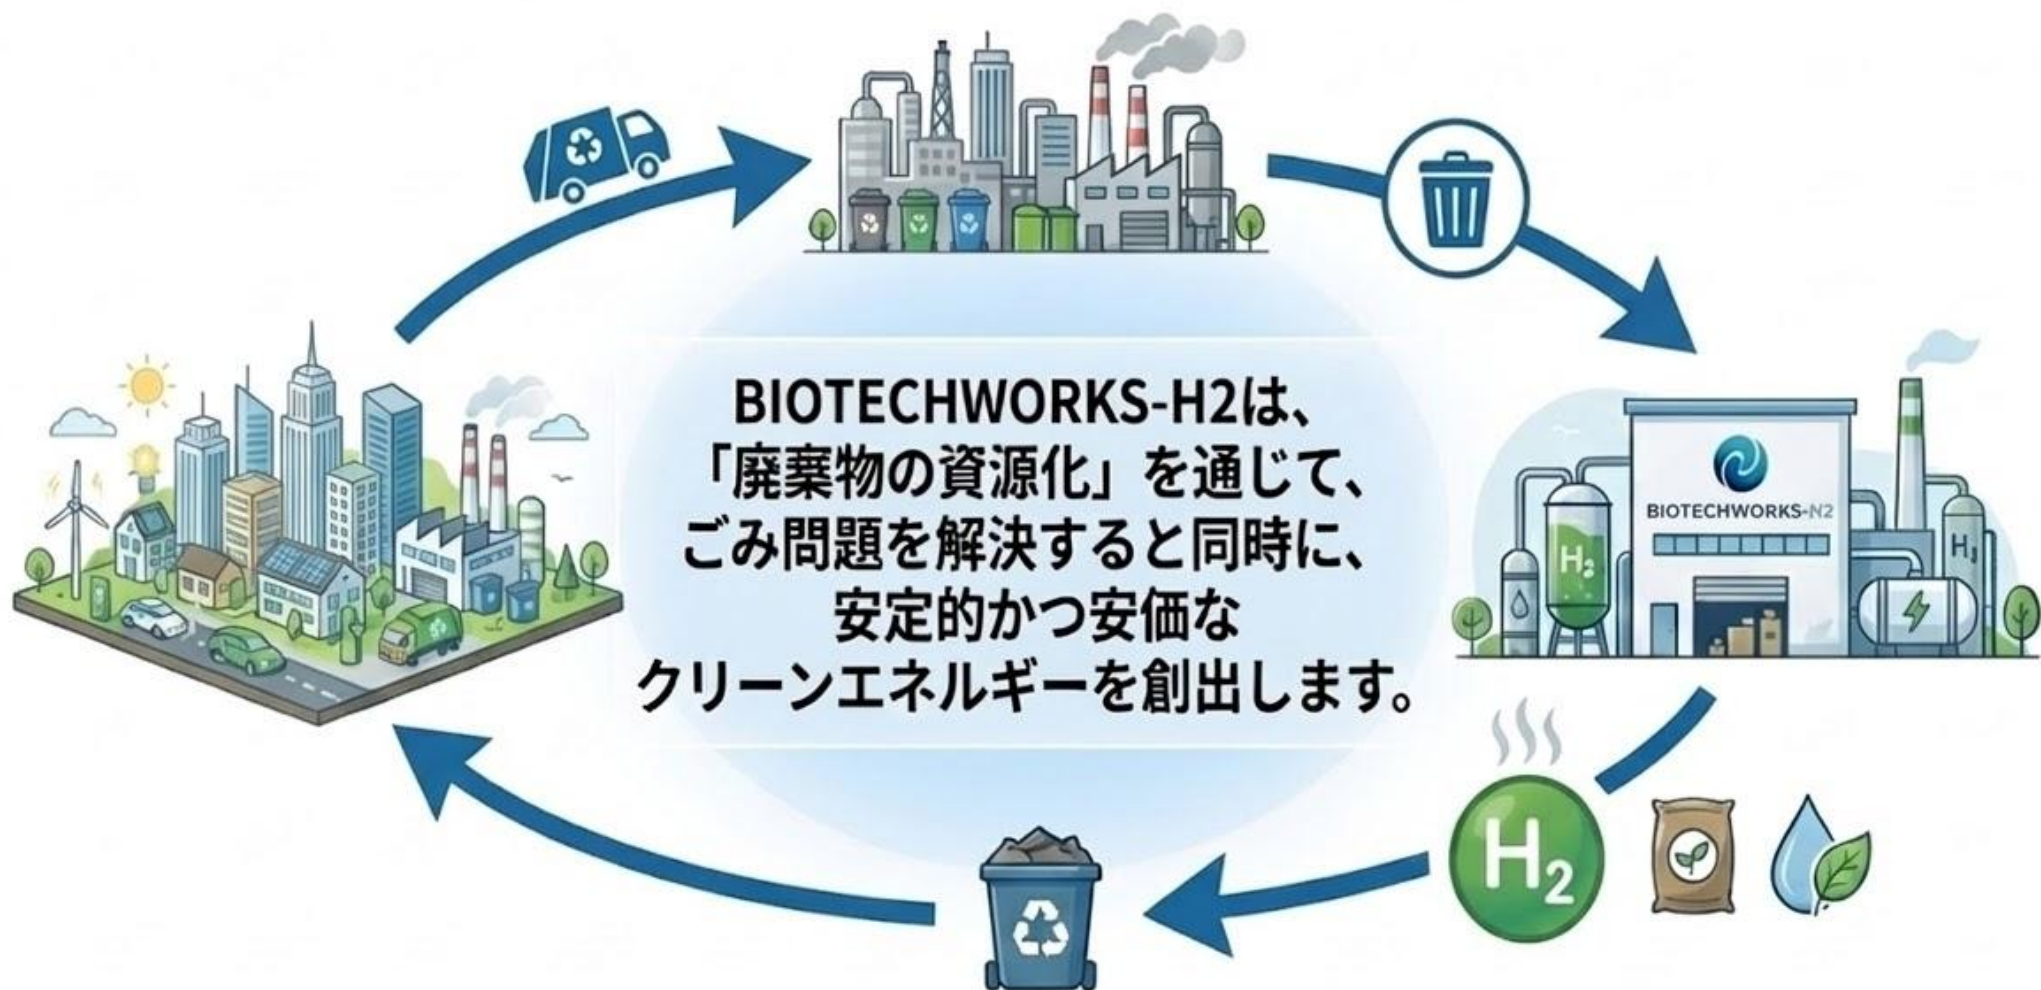 BIOTECHWORKS-H2は、
「廃棄物の資源化」を通じて、
ごみ問題を解決すると同時に、
安定的かつ安価な
クリーンエネルギーを創出します。
BIOTECHWORKS-N2
H2
H2